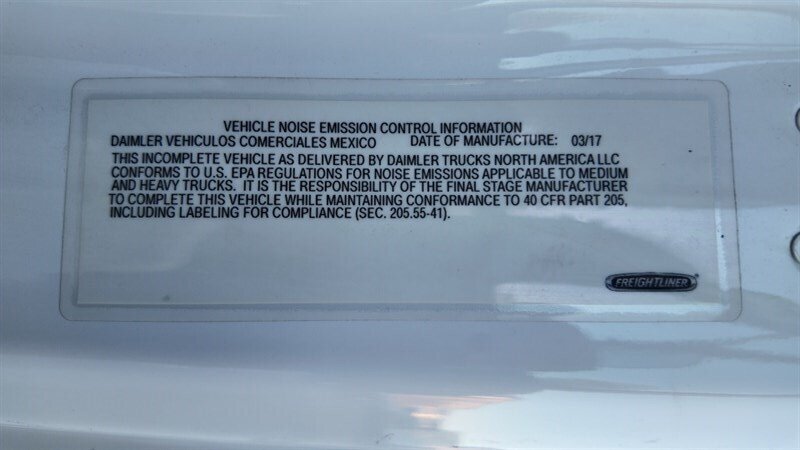 VEHICLE NOISE EMISSION CONTROL INFORMATION
DAIMLER VEHICULOS COMERCIALES MEXICO DATE OF MANUFACTURE: 03/17
THIS INCOMPLETE VEHICLE AS DELIVERED BY DAIMLER TRUCKS NORTH AMERICA LLC
CONFORMS TO U.S. EPA REGULATIONS FOR NOISE EMISSIONS APPLICABLE TO MEDIUM
AND HEAVY TRUCKS. IT IS THE RESPONSIBILITY OF THE FINAL STAGE MANUFACTURER
TO COMPLETE THIS VEHICLE WHILE MAINTAINING CONFORMANCE TO 40 CFR PART 205,
INCLUDING LABELING FOR COMPLIANCE (SEC. 205.55-41).
FREIGHTLINER